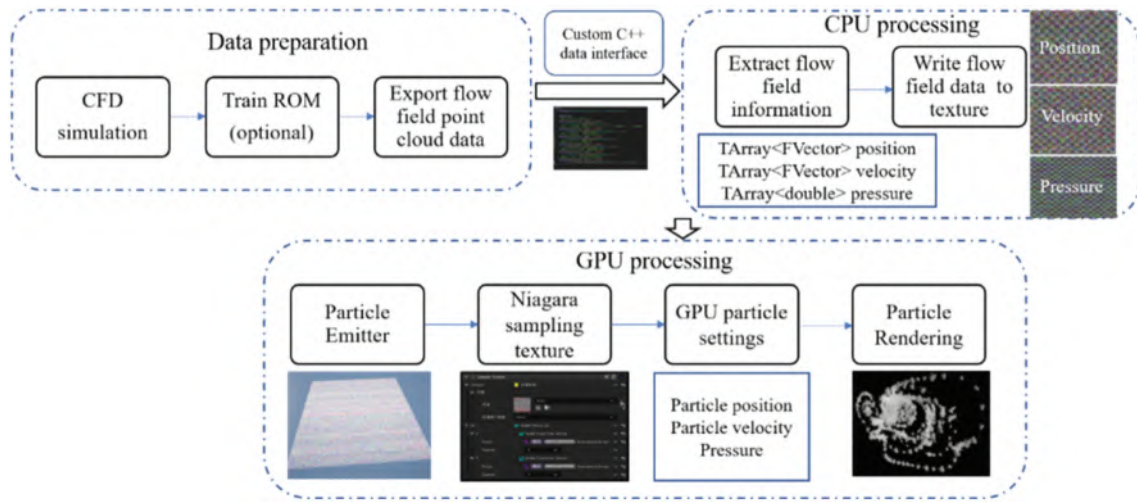 Data preparation
CFD
simulation
Train ROM
(optional)
Export flow
field point
cloud data
Custom C++
data interface
CPU processing
Extract flow
field
information
Write flow
field data to
texture
TArray<FVector> position
TArray<FVector> velocity
TArray<double> pressure
Position
Velocity
Pressure
GPU processing
Particle
Emitter
Niagara
sampling
texture
GPU particle
settings
Particle
Rendering
Particle position
Particle velocity
Pressure